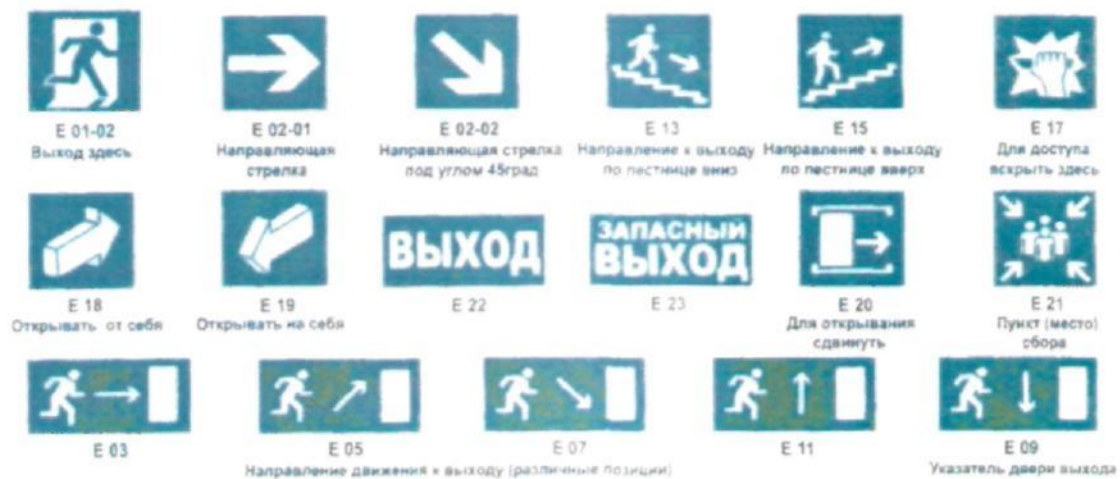 E 01-02
Выход здесь
E 02-01
Направляющая
стрелка
E 02-02
Направляющая стрелка
под углом 45град
E 13
Направление к выходу
по лестнице вниз
E 15
Направление к выходу
по лестнице вверх
E 17
Для доступа
вскрыть здесь
E 18
Открывать от себя
E 19
Открывать на себя
ВЫХОД
E 22
ЗАПАСНЫЙ
ВЫХОД
E 23
E 20
Для открывания
сдвинуть
E 21
Пункт (место)
сбора
E 03
E 05
E 07
E 11
E 09
Направление движения к выходу (различные позиции)
Указатель двери выхода